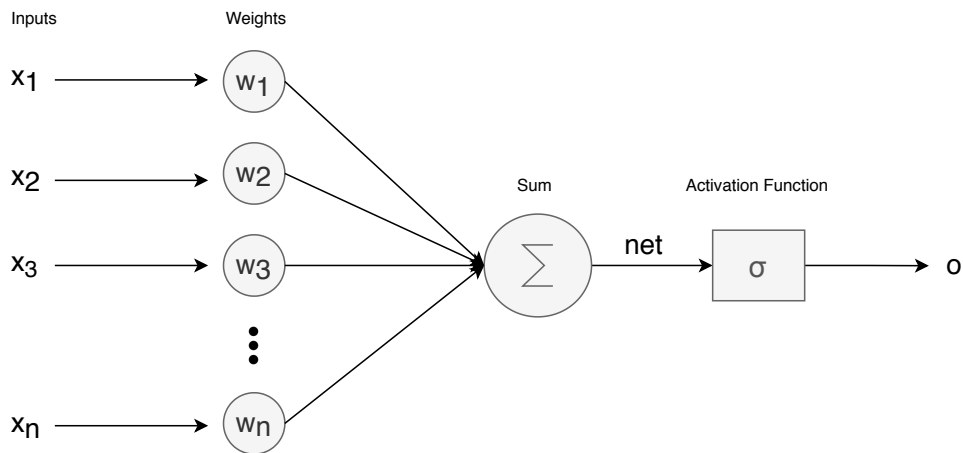 Inputs
Weights
x1
w1
x2
w2
Sum
Activation Function
x3
w3
∑
net
σ
o
xn
wn